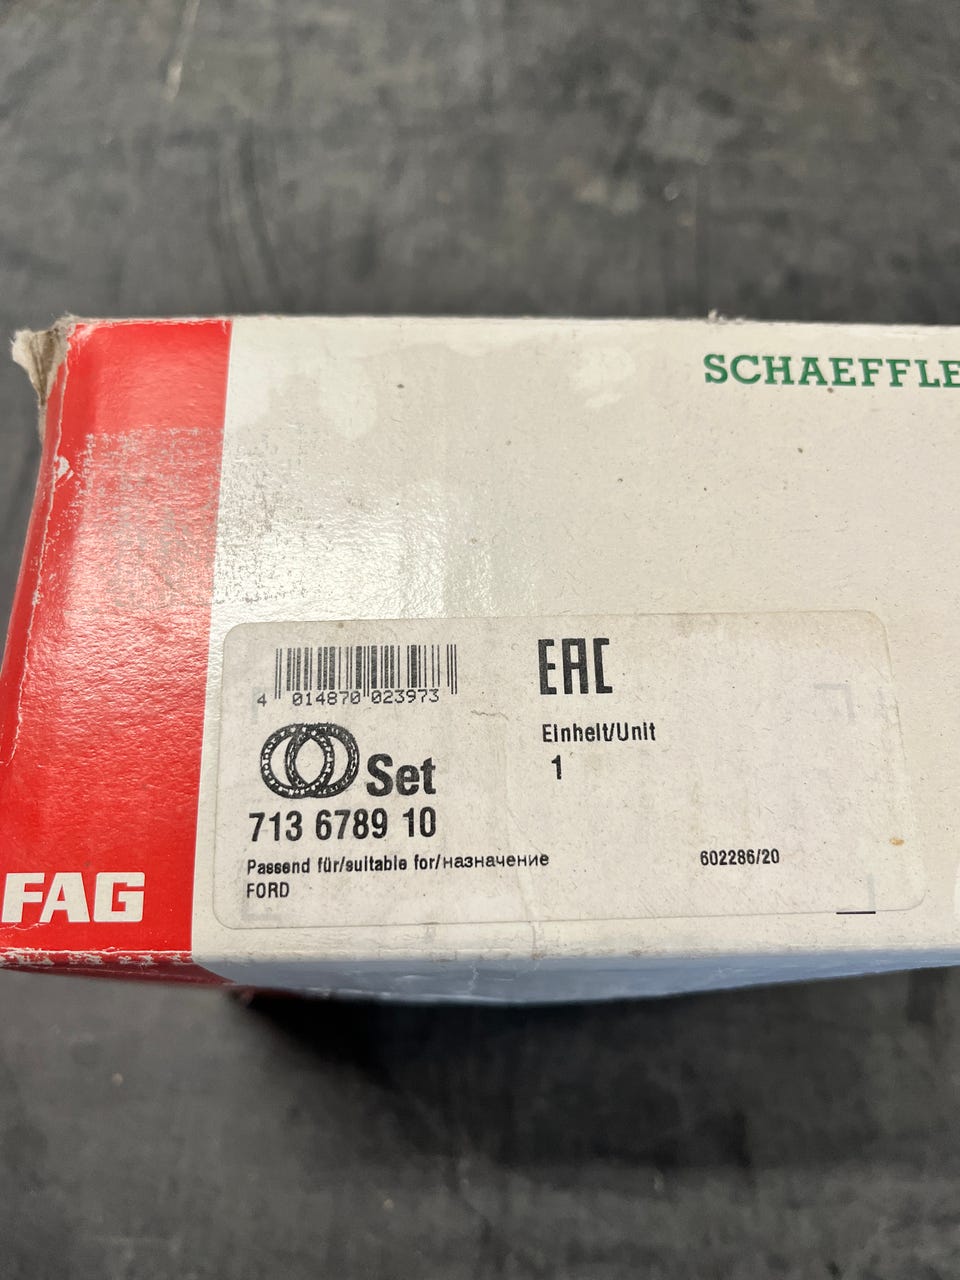 SCHAEFFLE
4 014870 023973
EAC
Einheit/Unit
1
Set
713 6789 10
Passend für/suitable for/назначение
FORD
602286/20
FAG